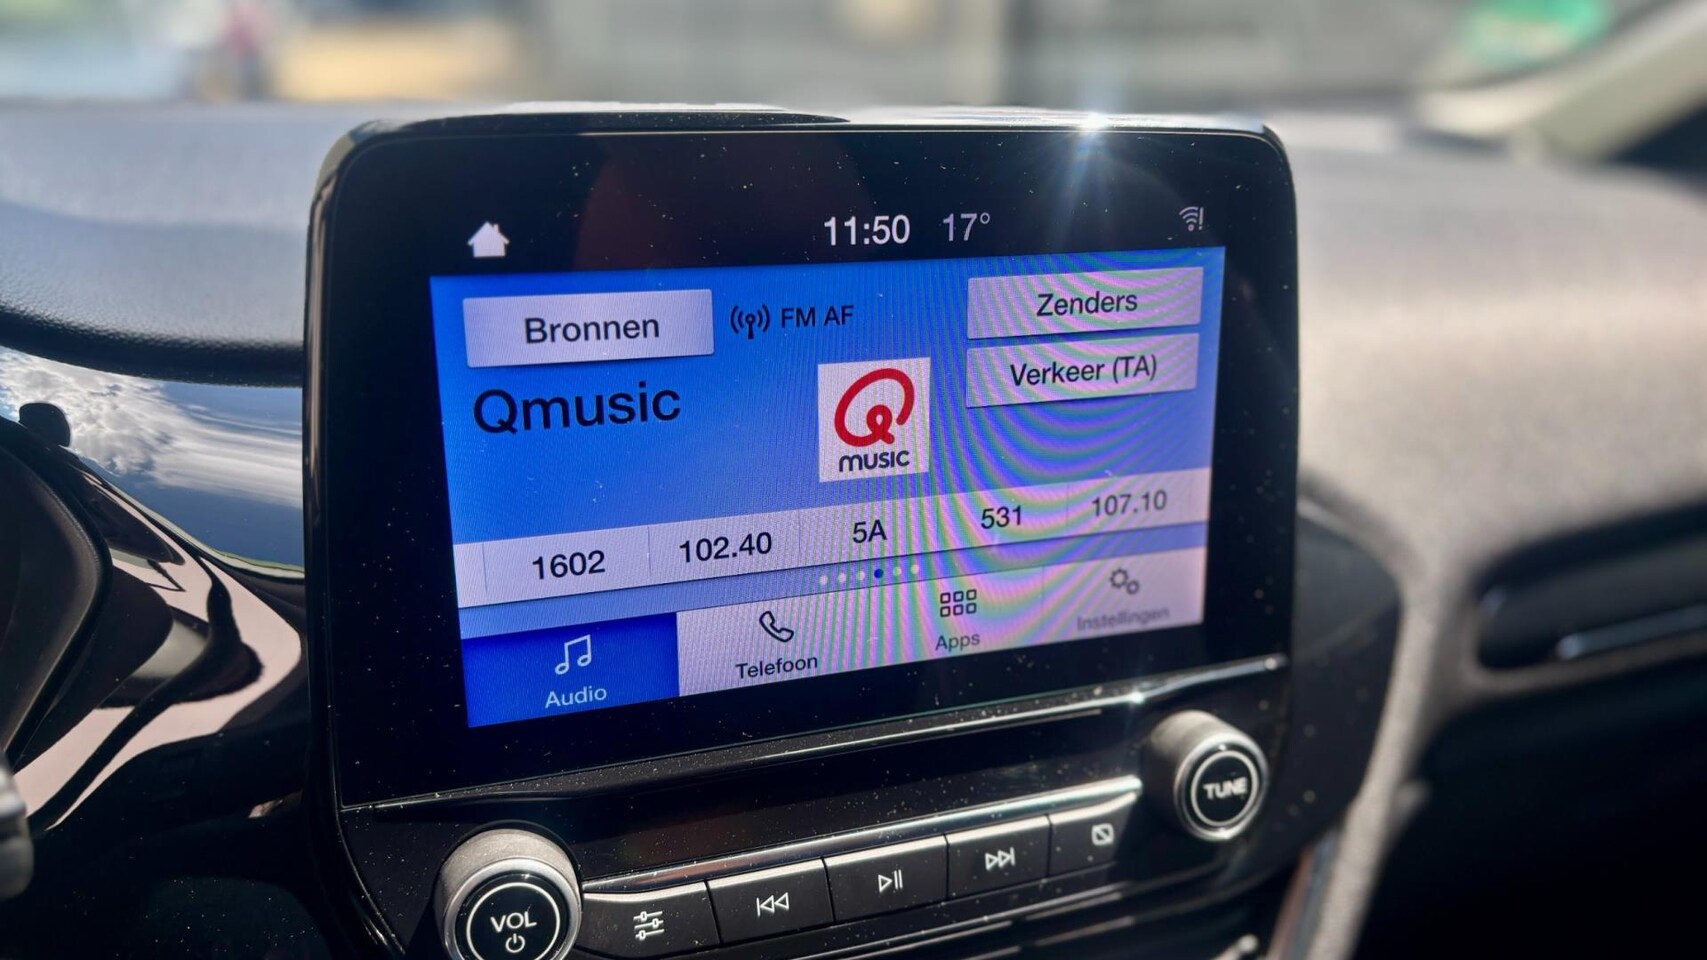 11:50 17°
Bronnen
FM AF
Zenders
Verkeer (TA)
Qmusic
Q
MUSIC
1602 102.40 5A 531 107.10
Audio
Telefoon
Apps
Instellingen
TUNE
VOL